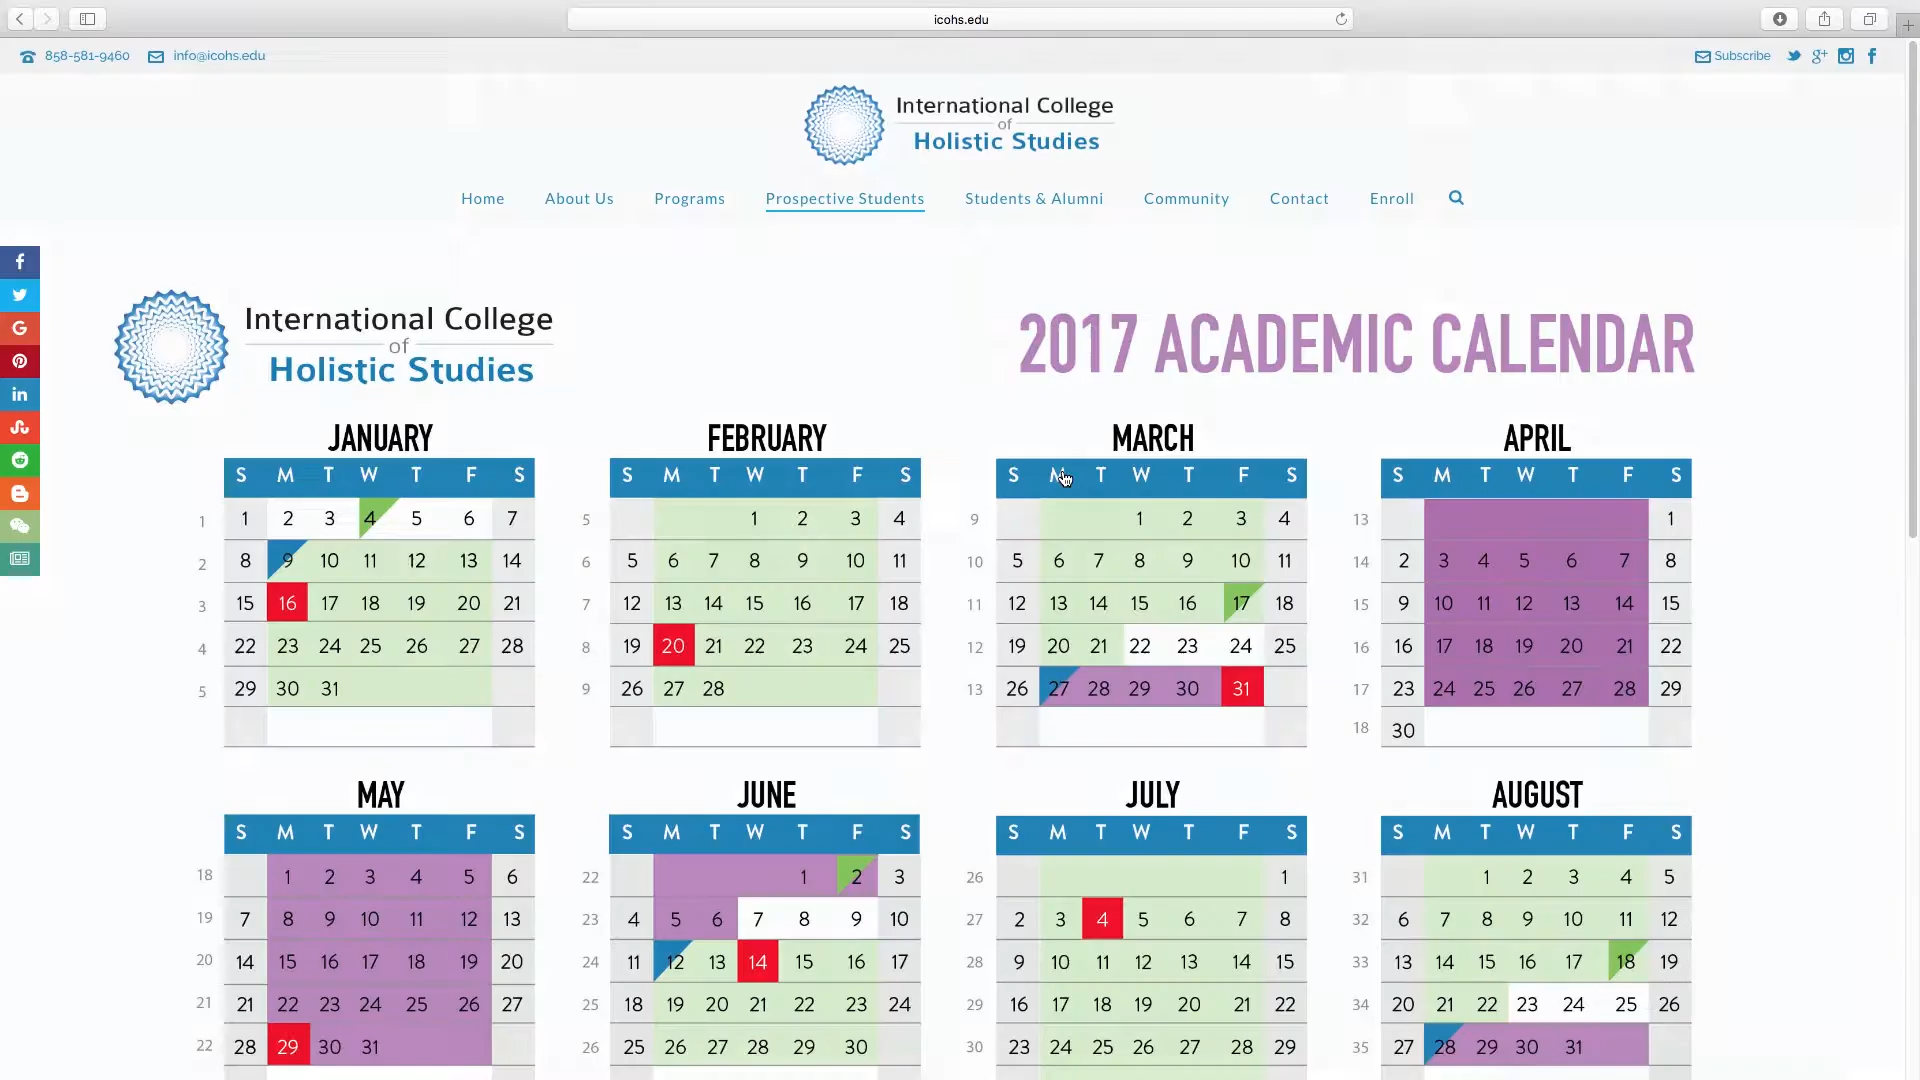 icohs.edu
858-581-9460 info@icohs.edu Subscribe
International College
of
Holistic Studies
Home About Us Programs Prospective Students Students & Alumni Community Contact Enroll
International College
of
Holistic Studies
2017 ACADEMIC CALENDAR
JANUARY FEBRUARY MARCH APRIL
S M T W T F S S M T W T F S S M T W T F S S M T W T F S
1 1 2 3 4 5 6 7 5 1 2 3 4 9 1 2 3 4 13 1
2 8 9 10 11 12 13 14 6 5 6 7 8 9 10 11 10 5 6 7 8 9 10 11 14 2 3 4 5 6 7 8
3 15 16 17 18 19 20 21 7 12 13 14 15 16 17 18 11 12 13 14 15 16 17 18 15 9 10 11 12 13 14 15
4 22 23 24 25 26 27 28 8 19 20 21 22 23 24 25 12 19 20 21 22 23 24 25 16 16 17 18 19 20 21 22
5 29 30 31 9 26 27 28 13 26 27 28 29 30 31 17 23 24 25 26 27 28 29
18 30
MAY JUNE JULY AUGUST
S M T W T F S S M T W T F S S M T W T F S S M T W T F S
18 1 2 3 4 5 6 22 1 2 3 26 1 31 1 2 3 4 5
19 7 8 9 10 11 12 13 23 4 5 6 7 8 9 10 27 2 3 4 5 6 7 8 32 6 7 8 9 10 11 12
20 14 15 16 17 18 19 20 24 11 12 13 14 15 16 17 28 9 10 11 12 13 14 15 33 13 14 15 16 17 18 19
21 21 22 23 24 25 26 27 25 18 19 20 21 22 23 24 29 16 17 18 19 20 21 22 34 20 21 22 23 24 25 26
22 28 29 30 31 26 25 26 27 28 29 30 30 23 24 25 26 27 28 29 35 27 28 29 30 31